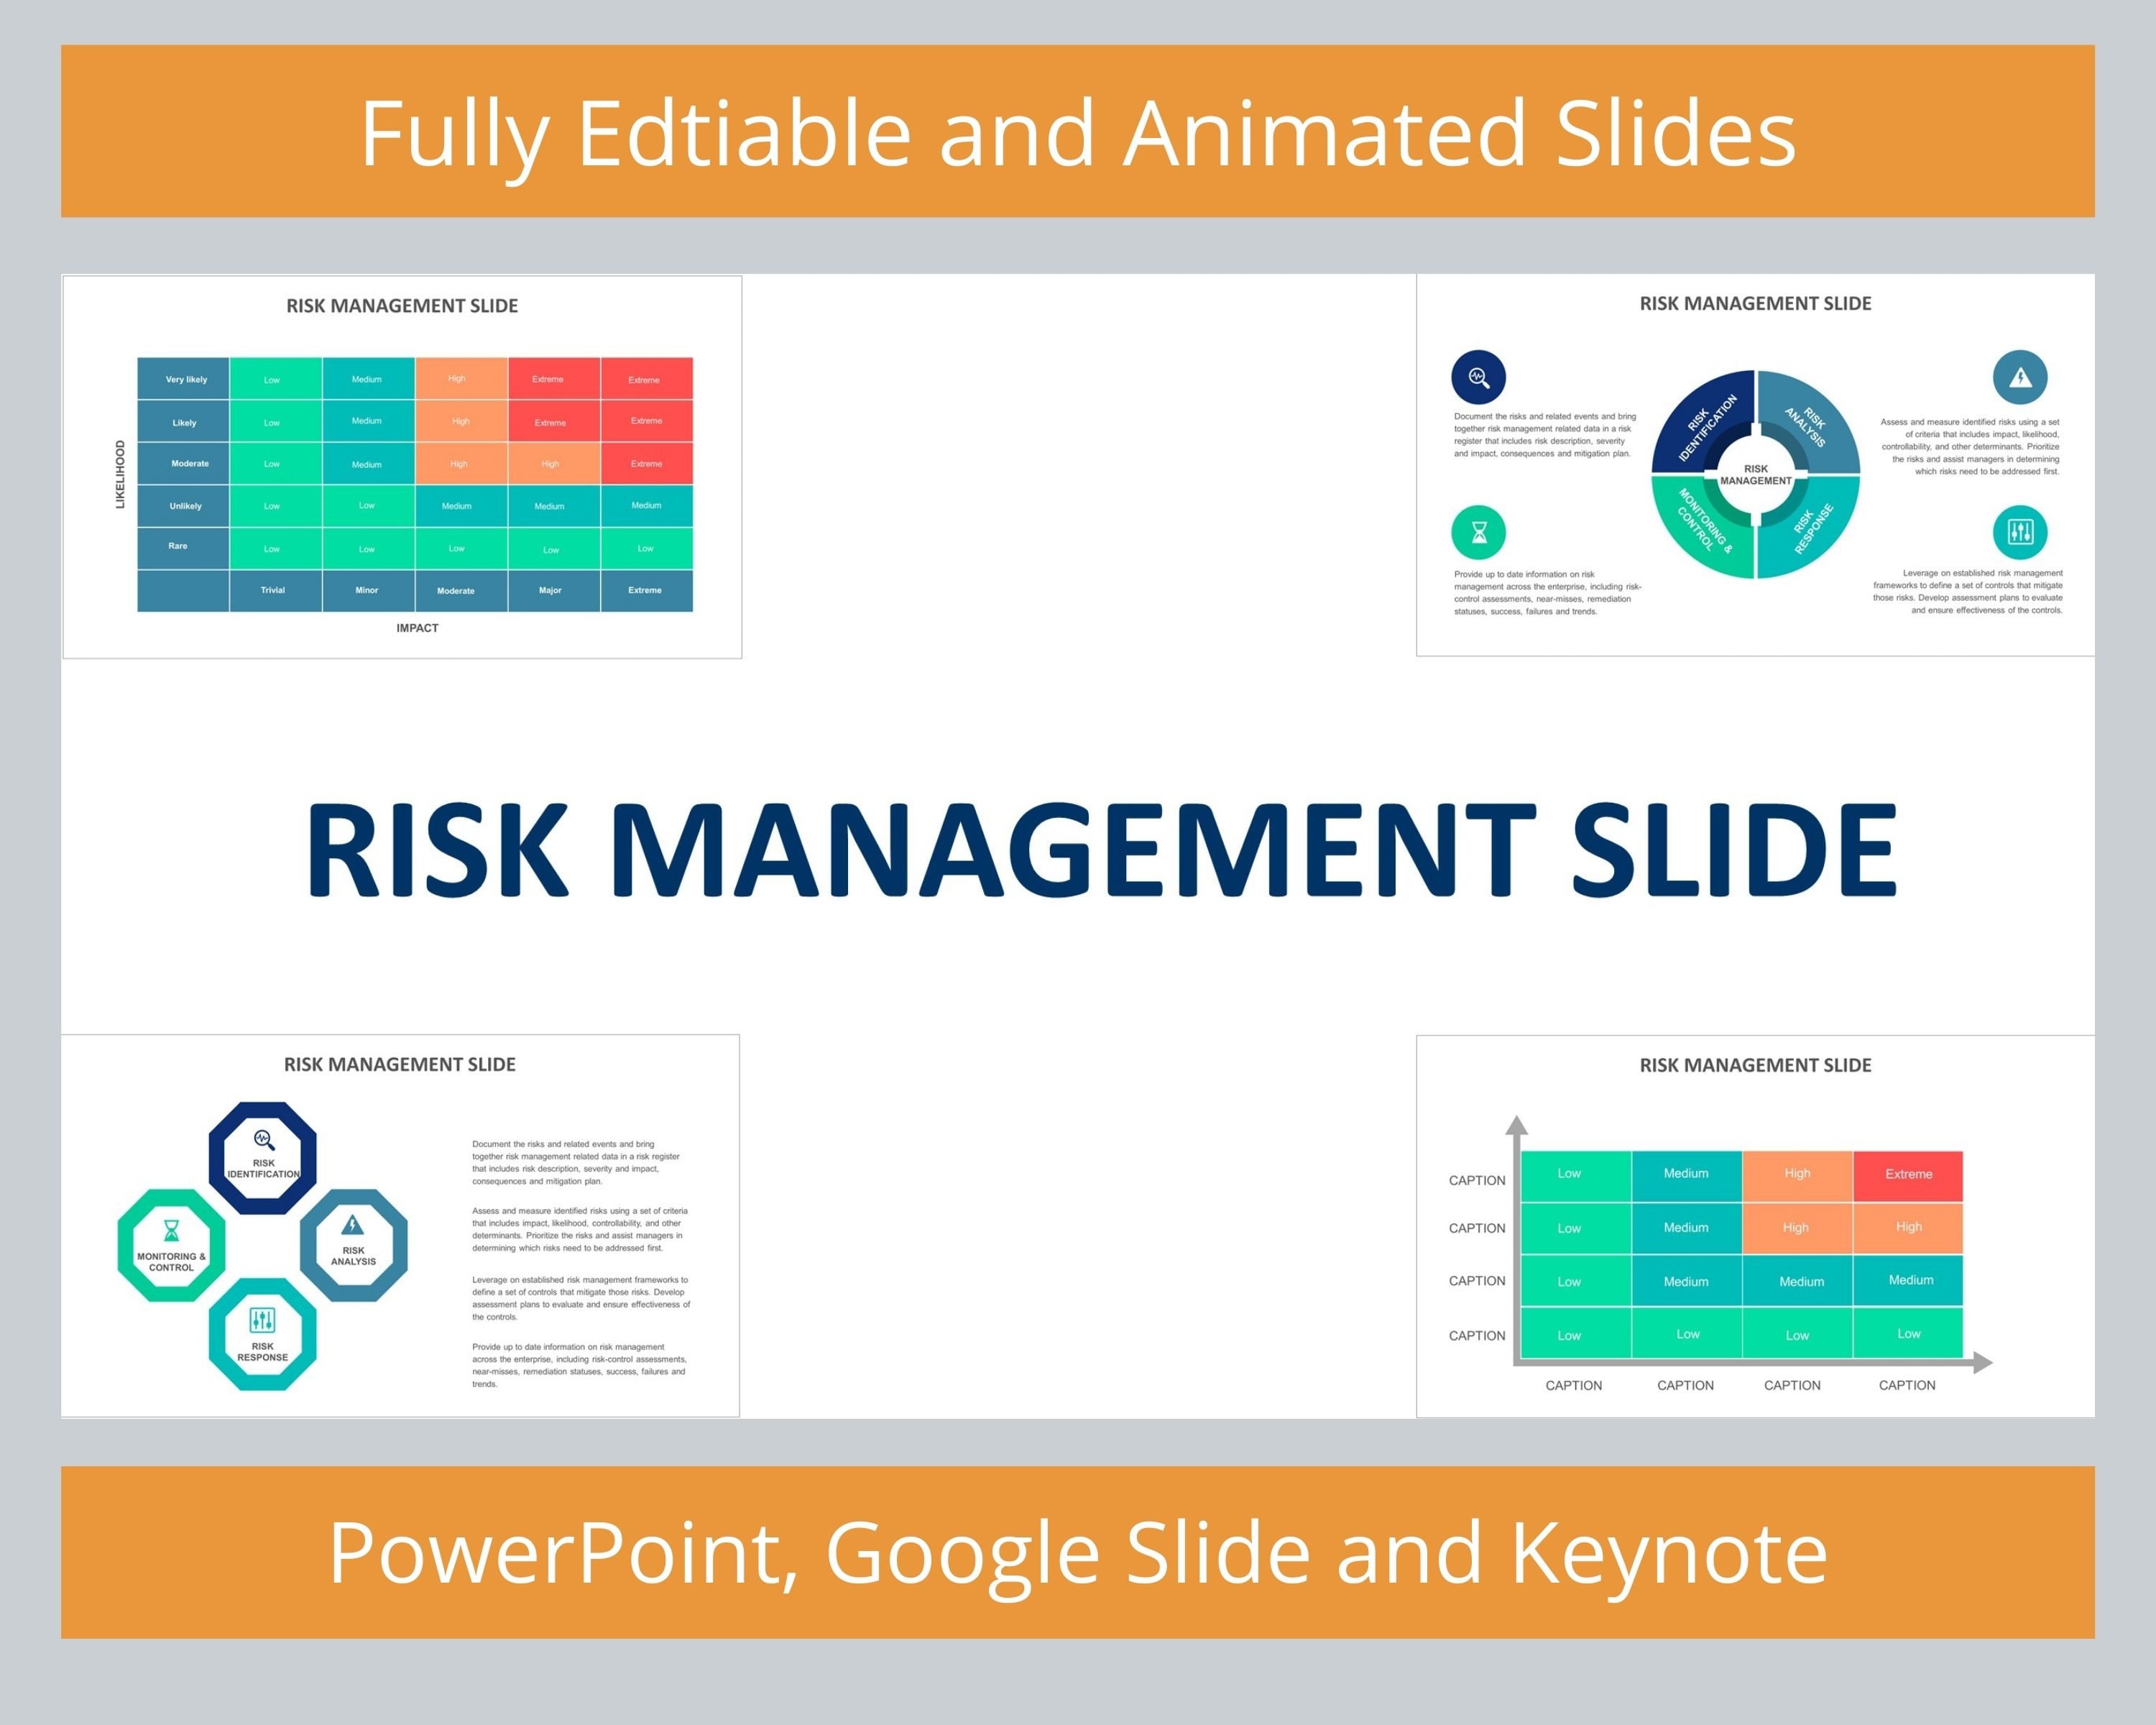 Fully Edtiable and Animated Slides
RISK MANAGEMENT SLIDE
LIKELIHOOD
Very likely Low Medium High Extreme Extreme
Likely Low Medium High Extreme Extreme
Moderate Low Medium High High Extreme
Unlikely Low Low Medium Medium Medium
Rare Low Low Low Low Low
Trivial Minor Moderate Major Extreme
IMPACT
RISK MANAGEMENT SLIDE
Document the risks and related events and bring
together risk management related data in a risk
register that includes risk description, severity
and impact, consequences and mitigation plan.
Provide up to date information on risk
management across the enterprise, including risk-
control assessments, near-misses, remediation
statuses, success, failures and trends.
RISK
IDENTIFICATION
RISK
ANALYSIS
RISK
MANAGEMENT
MONITORING &
CONTROL
RISK
RESPONSE
Assess and measure identified risks using a set
of criteria that includes impact, likelihood,
controllability, and other determinants. Prioritize
the risks and assist managers in determining
which risks need to be addressed first.
Leverage on established risk management
frameworks to define a set of controls that mitigate
those risks. Develop assessment plans to evaluate
and ensure effectiveness of the controls.
RISK MANAGEMENT SLIDE
RISK MANAGEMENT SLIDE
RISK
IDENTIFICATION
MONITORING &
CONTROL
RISK
ANALYSIS
RISK
RESPONSE
Document the risks and related events and bring
together risk management related data in a risk register
that includes risk description, severity and impact,
consequences and mitigation plan.
Assess and measure identified risks using a set of criteria
that includes impact, likelihood, controllability, and other
determinants. Prioritize the risks and assist managers in
determining which risks need to be addressed first.
Leverage on established risk management frameworks to
define a set of controls that mitigate those risks. Develop
assessment plans to evaluate and ensure effectiveness of
the controls.
Provide up to date information on risk management
across the enterprise, including risk-control assessments,
near-misses, remediation statuses, success, failures and
trends.
RISK MANAGEMENT SLIDE
CAPTION Low Medium High Extreme
CAPTION Low Medium High High
CAPTION Low Medium Medium Medium
CAPTION Low Low Low Low
CAPTION CAPTION CAPTION CAPTION
PowerPoint, Google Slide and Keynote